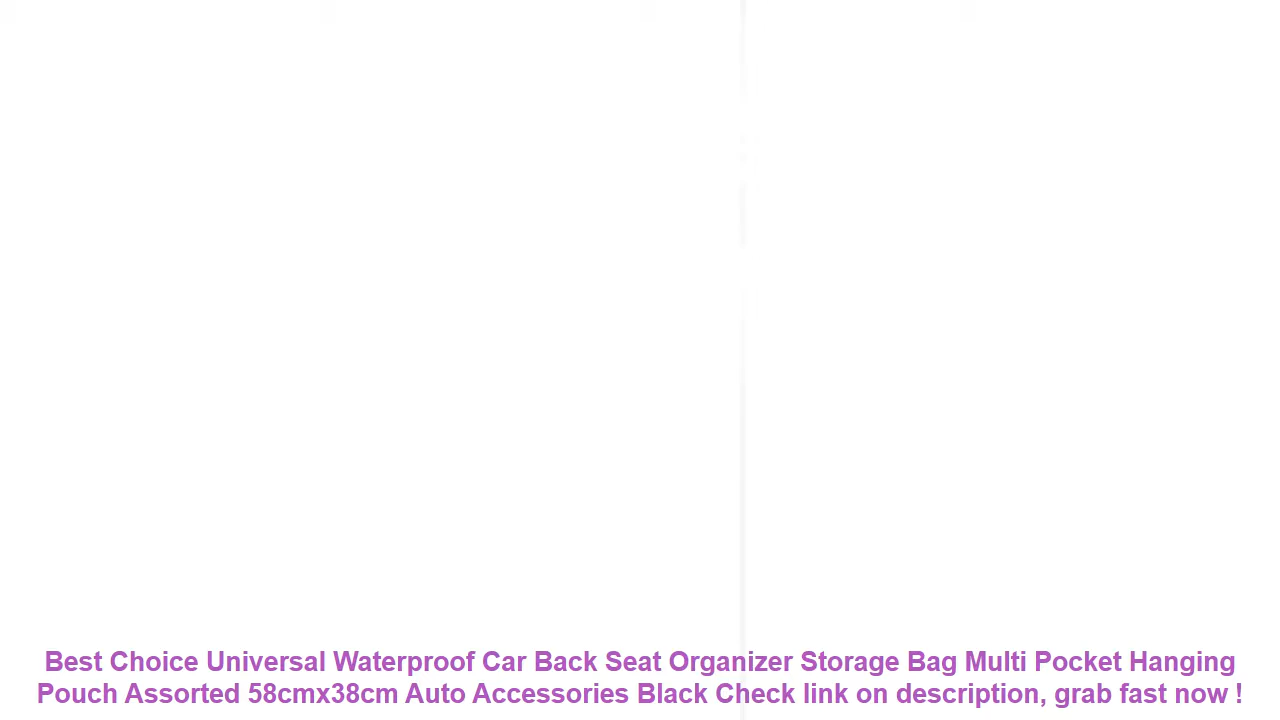 Best Choice Universal Waterproof Car Back Seat Organizer Storage Bag Multi Pocket Hanging
Pouch Assorted 58cmx38cm Auto Accessories Black Check link on description, grab fast now !